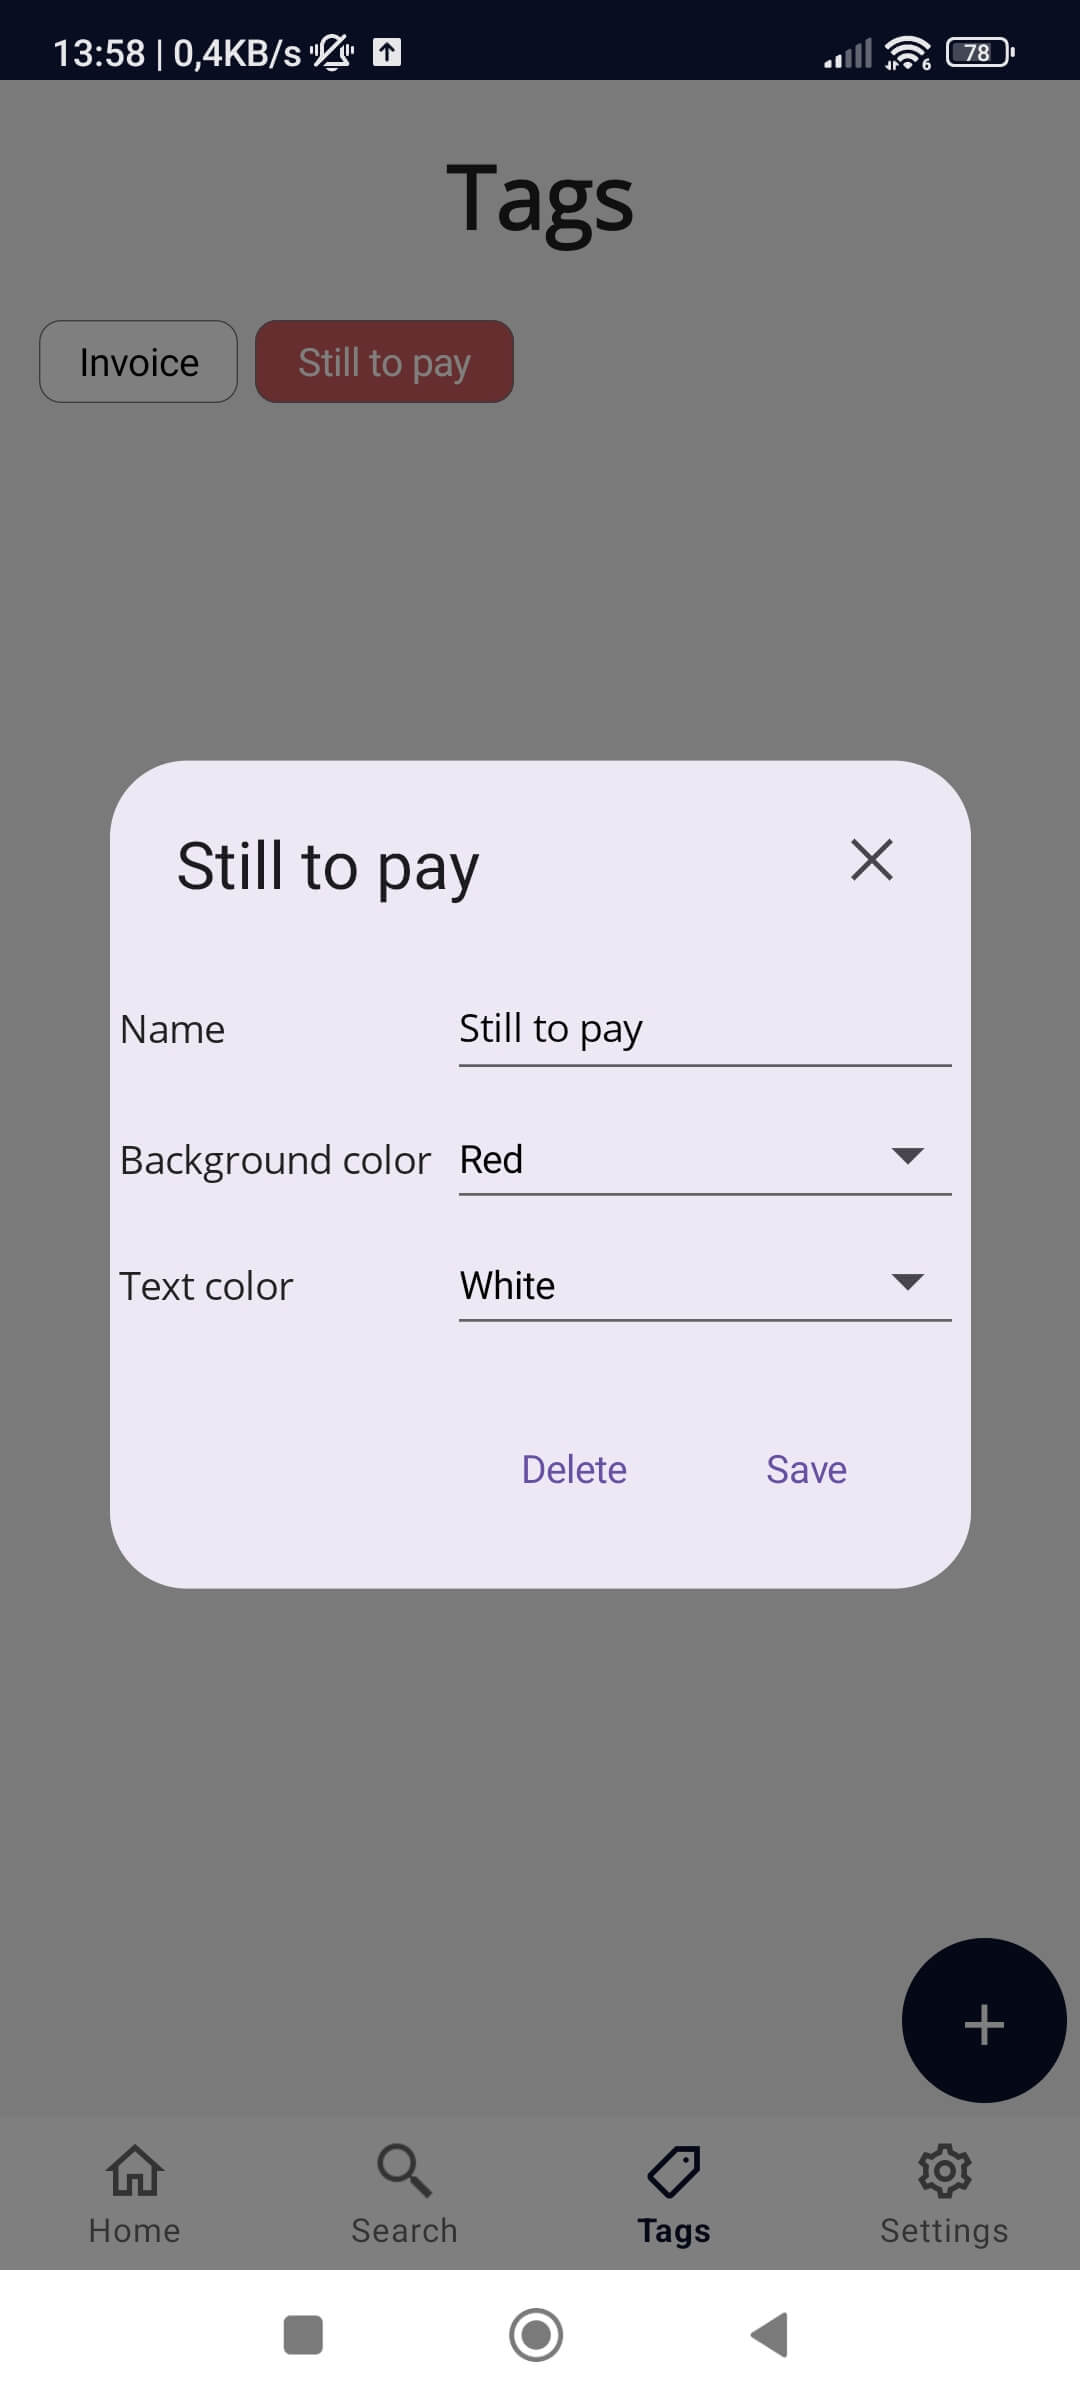 13:58 | 0,4KB/s
6
78
Tags
Invoice
Still to pay
Still to pay
Name
Still to pay
Background color
Red
Text color
White
Delete
Save
+
Home
Search
Tags
Settings